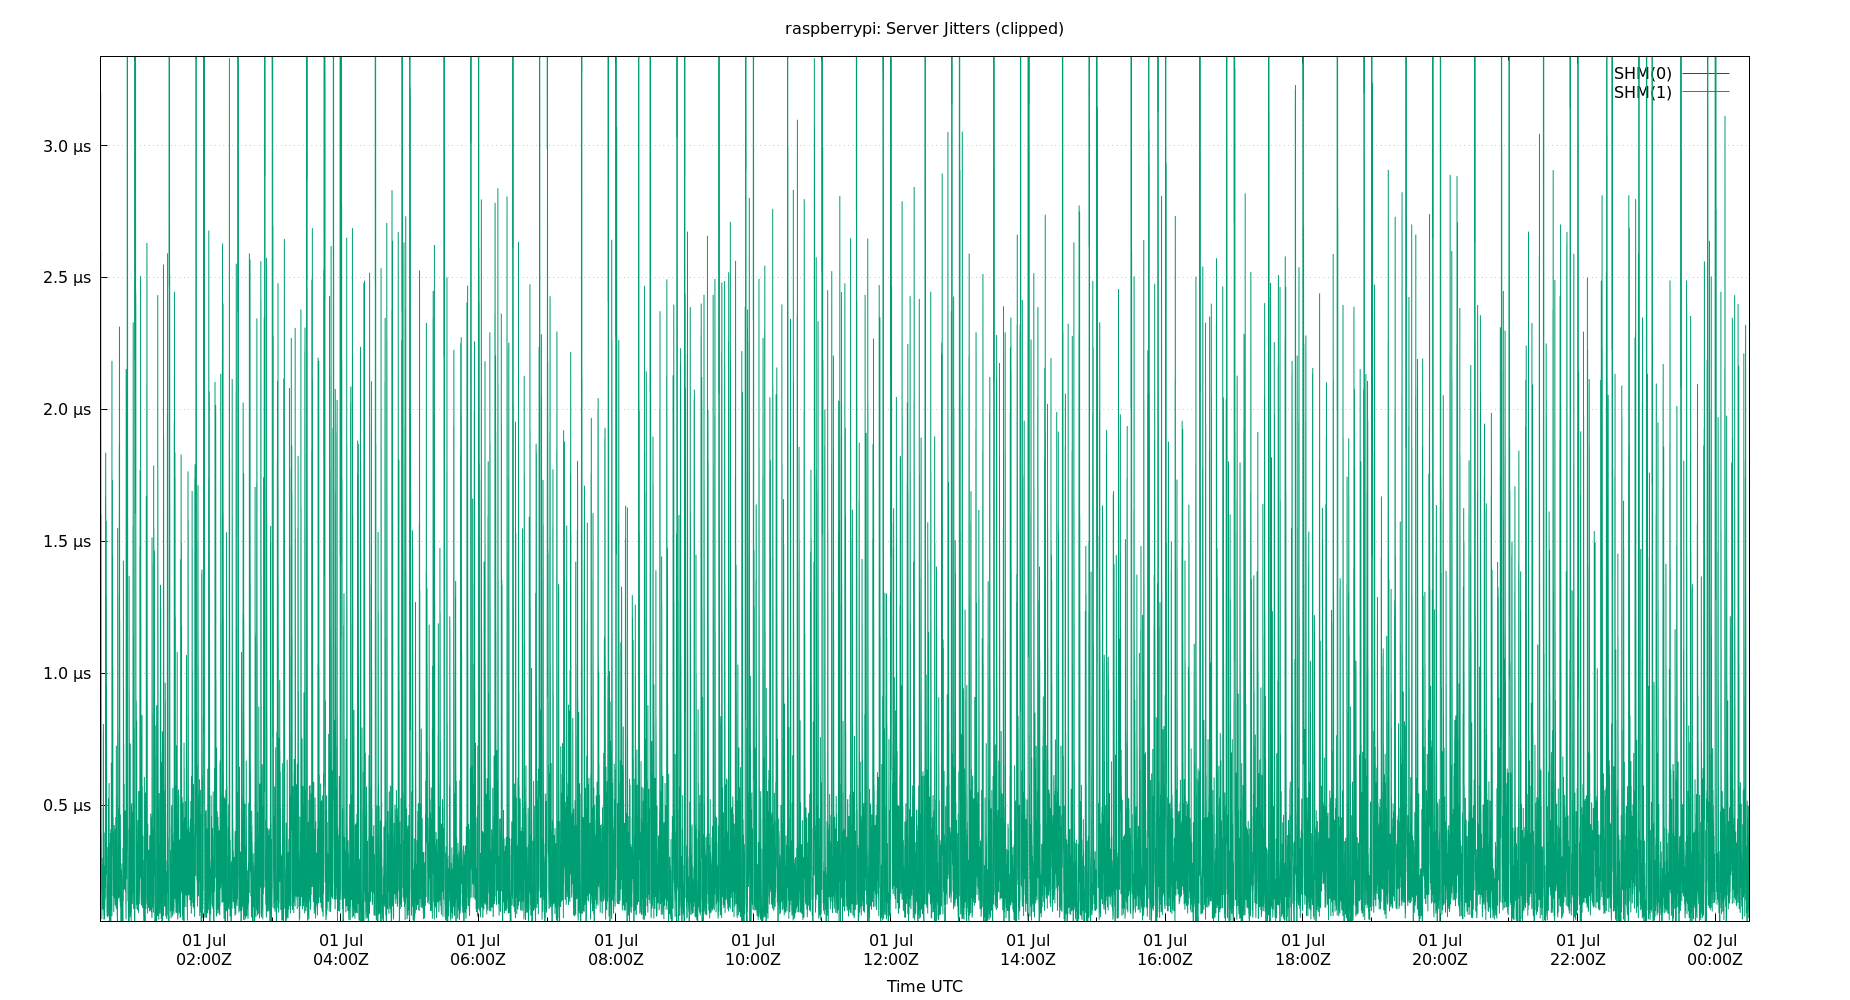 raspberrypi: Server Jitters (clipped)
SHM(0)
SHM(1)
3.0 µs
2.5 µs
2.0 µs
1.5 µs
1.0 µs
0.5 µs
01 Jul 01 Jul 01 Jul 01 Jul 01 Jul 01 Jul 01 Jul 01 Jul 01 Jul 01 Jul 01 Jul 02 Jul
02:00Z 04:00Z 06:00Z 08:00Z 10:00Z 12:00Z 14:00Z 16:00Z 18:00Z 20:00Z 22:00Z 00:00Z
Time UTC